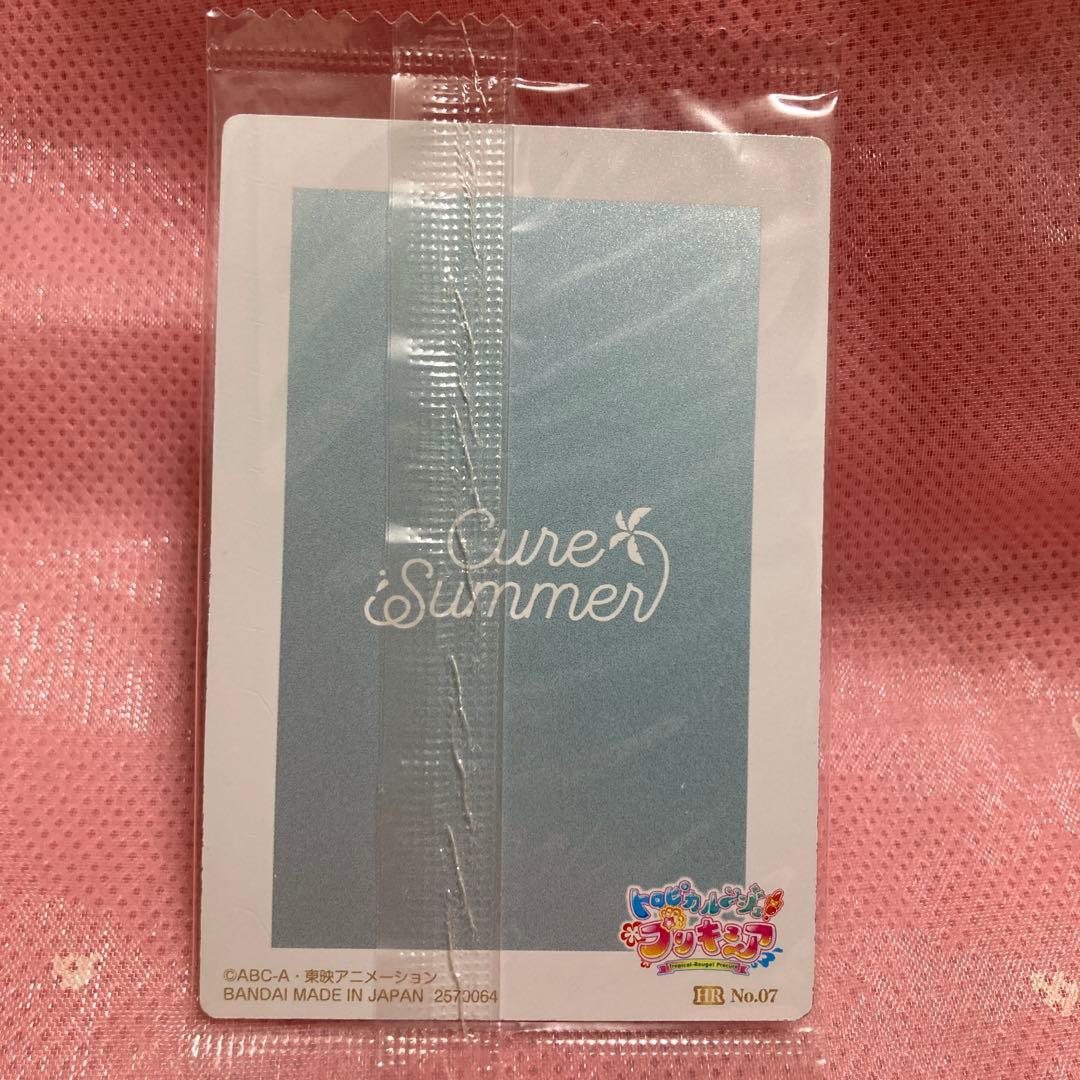 Cure
Summer
トロピカル〜ジュ!
プリキュア
Tropical-Rouge! Precure
©ABC-A・東映アニメーション
BANDAI MADE IN JAPAN 2570064
HR No.07